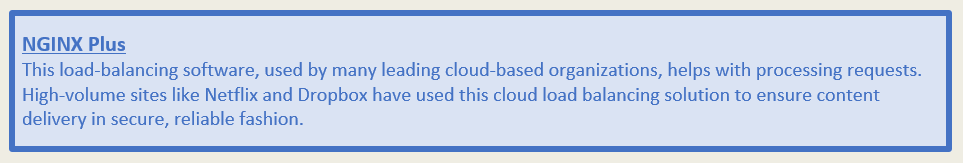 NGINX Plus
This load-balancing software, used by many leading cloud-based organizations, helps with processing requests.
High-volume sites like Netflix and Dropbox have used this cloud load balancing solution to ensure content
delivery in secure, reliable fashion.